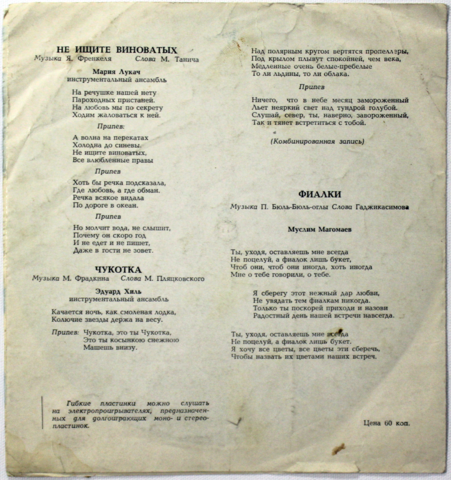 НЕ ИЩИТЕ ВИНОВАТЫХ
Музыка Я. Френкеля Слова М. Танича
Мария Лукач
инструментальный ансамбль
На речушке нашей нету
Пароходных пристаней.
На любовь мы по секрету
Ходим жаловаться к ней.
Припев:
А волна на перекатах
Холодна до синевы.
Не ищите виноватых,
Все влюбленные правы
Припев
Хоть бы речка подсказала,
Где любовь, а где обман.
Речка всякое видала
По дороге в океан.
Припев
Но молчит вода, не слышит,
Почему он скоро год
И не едет и не пишет,
Даже в гости не зовет.
ЧУКОТКА
Музыка М. Фрадкина Слова М. Пляцковского
Эдуард Хиль
инструментальный ансамбль
Качается ночь, как смоленая лодка,
Колючие звезды держа на весу.
Припев: Чукотка, это ты Чукотка,
Это ты косынкою снежною
Машешь внизу.
Гибкие пластинки можно слушать
на электропроигрывателях, предназначен-
ных для долгоиграющих моно- и стерео-
пластинок.
Над полярным кругом вертятся пропеллэры,
Под крылом плывут спокойней, чем века,
Медленные очень белые-пребелые
То ли льдины, то ли облака.
Припев
Ничего, что в небе месяц замороженный
Льет неяркий свет над тундрой голубой.
Слушай, север, ты, наверно, завороженный,
Так и тянет встретиться с тобой.
(Комбинированная запись)
ФИАЛКИ
Музыка П. Бюль-Бюль-оглы Слова Гаджикасимова
Муслим Магомаев
Ты, уходя, оставляешь мне всегда
Не поцелуй, а фиалок лишь букет,
Чтоб они, чтоб они иногда, хоть иногда
Мне о тебе говорили, о тебе.
Я сберегу этот нежный дар любви,
Не увядать тем фиалкам никогда.
Только ты поскорей приходи и назови
Радостный день нашей встречи навсегда.
Ты, уходя, оставляешь мне всегда
Не поцелуй, а фиалок лишь букет.
Я хочу все цветы, все цветы эти сберечь,
Чтобы назвать их цветами наших встреч.
Цена 60 коп.